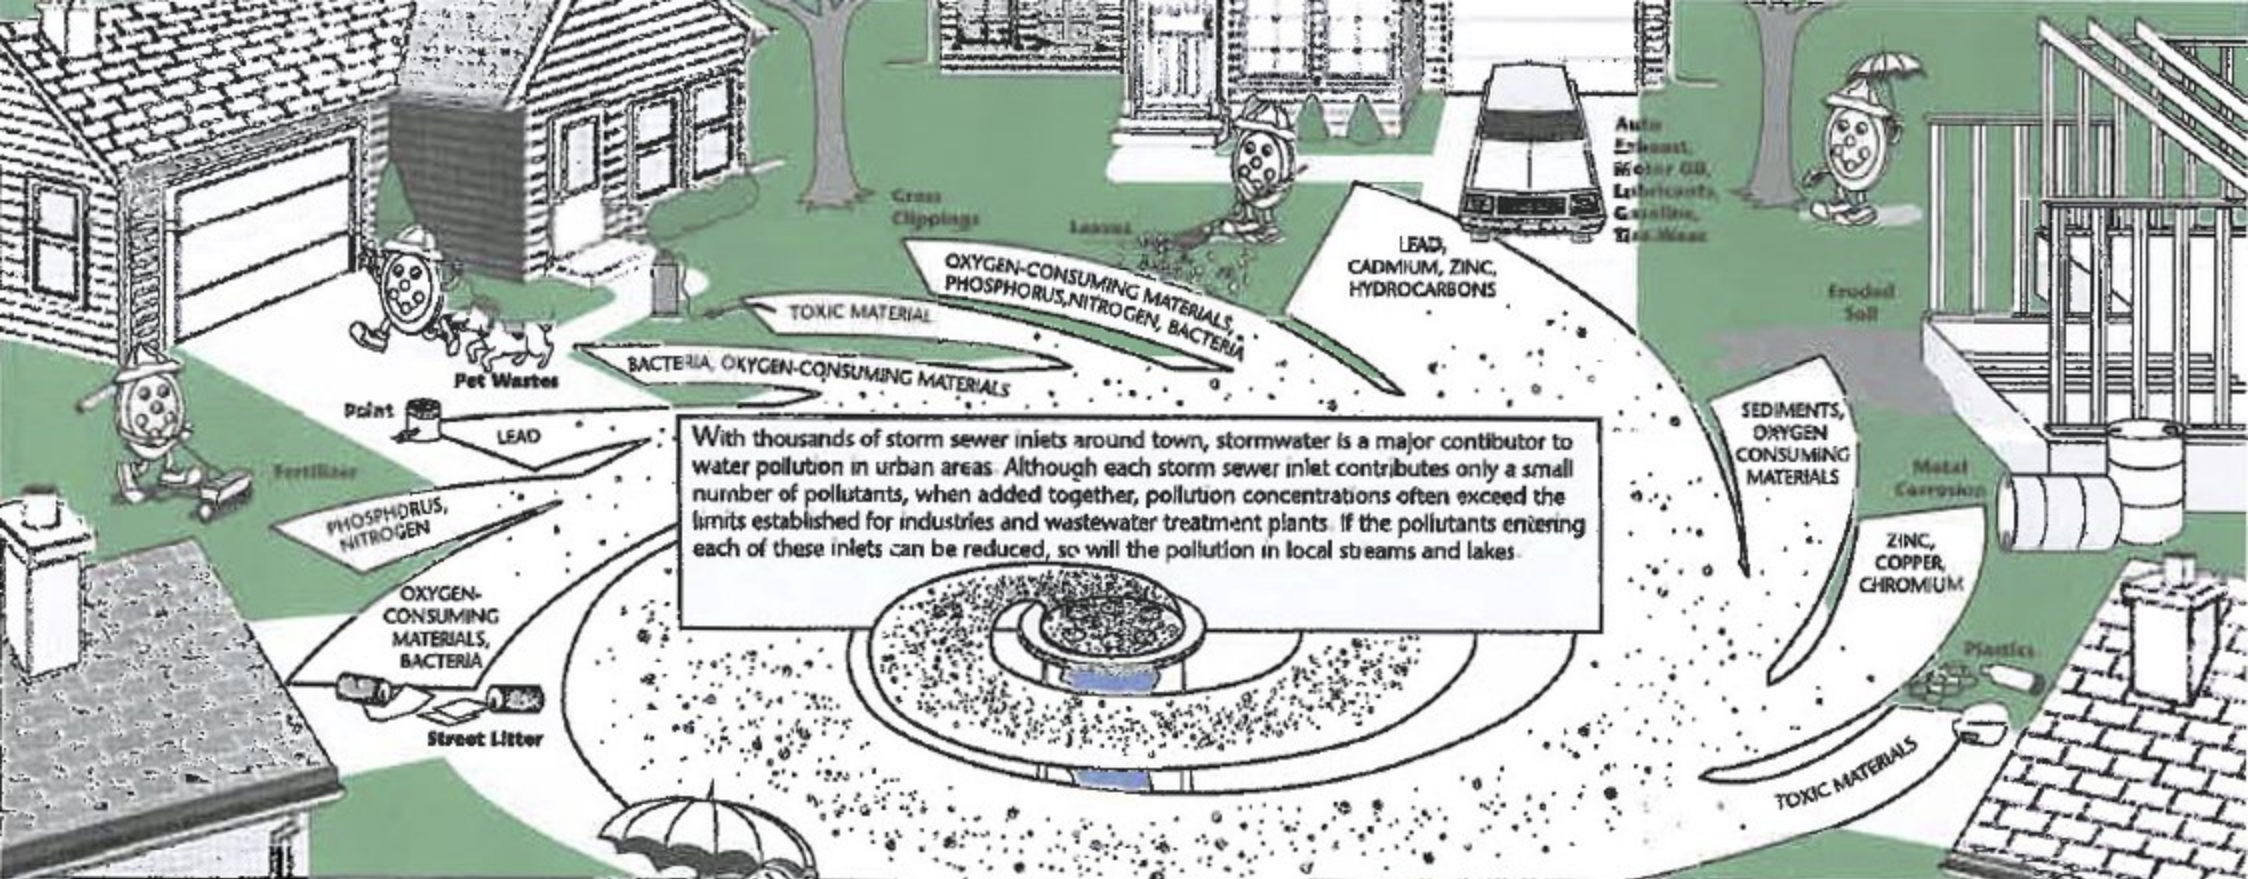 Auto
Exhaust,
Motor Oil,
Lubricants,
Gasoline,
Tire Wear
Grass
Clippings
Leaves
LEAD,
CADMIUM, ZINC,
HYDROCARBONS
OXYGEN-CONSUMING MATERIALS,
PHOSPHORUS,NITROGEN, BACTERIA
TOXIC MATERIAL
Eroded
Soil
BACTERIA, OXYGEN-CONSUMING MATERIALS
Pet Wastes
Paint
LEAD
SEDIMENTS,
OXYGEN
CONSUMING
MATERIALS
With thousands of storm sewer inlets around town, stormwater is a major contibutor to
water pollution in urban areas. Although each storm sewer inlet contributes only a small
number of pollutants, when added together, pollution concentrations often exceed the
limits established for industries and wastewater treatment plants. If the pollutants entering
each of these inlets can be reduced, so will the pollution in local streams and lakes.
Fertilizer
Metal
Corrosion
PHOSPHORUS,
NITROGEN
ZINC,
COPPER,
CHROMIUM
OXYGEN-
CONSUMING
MATERIALS,
BACTERIA
Plastics
Street Litter
TOXIC MATERIALS